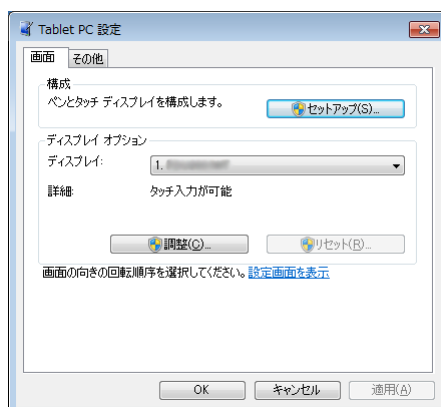 Tablet PC 設定
画面 その他
構成
ペンとタッチ ディスプレイを構成します。 セットアップ(S)...
ディスプレイ オプション
ディスプレイ: 1.
詳細: タッチ入力が可能
調整(C)... リセット(R)...
画面の向きの回転順序を選択してください。設定画面を表示
OK キャンセル 適用(A)